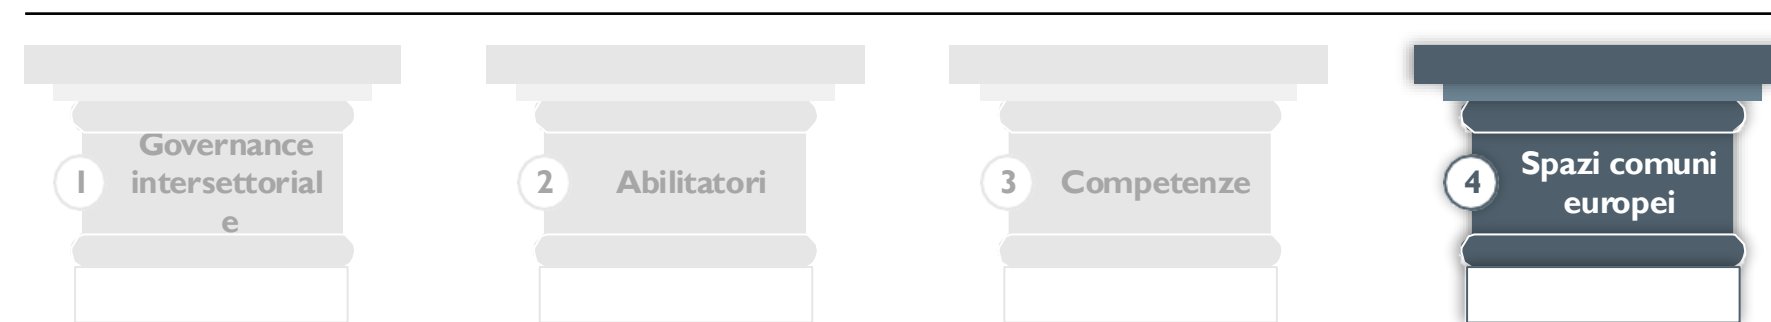 1
Governance
intersettorial
e
2
Abilitatori
3
Competenze
4
Spazi comuni
europei